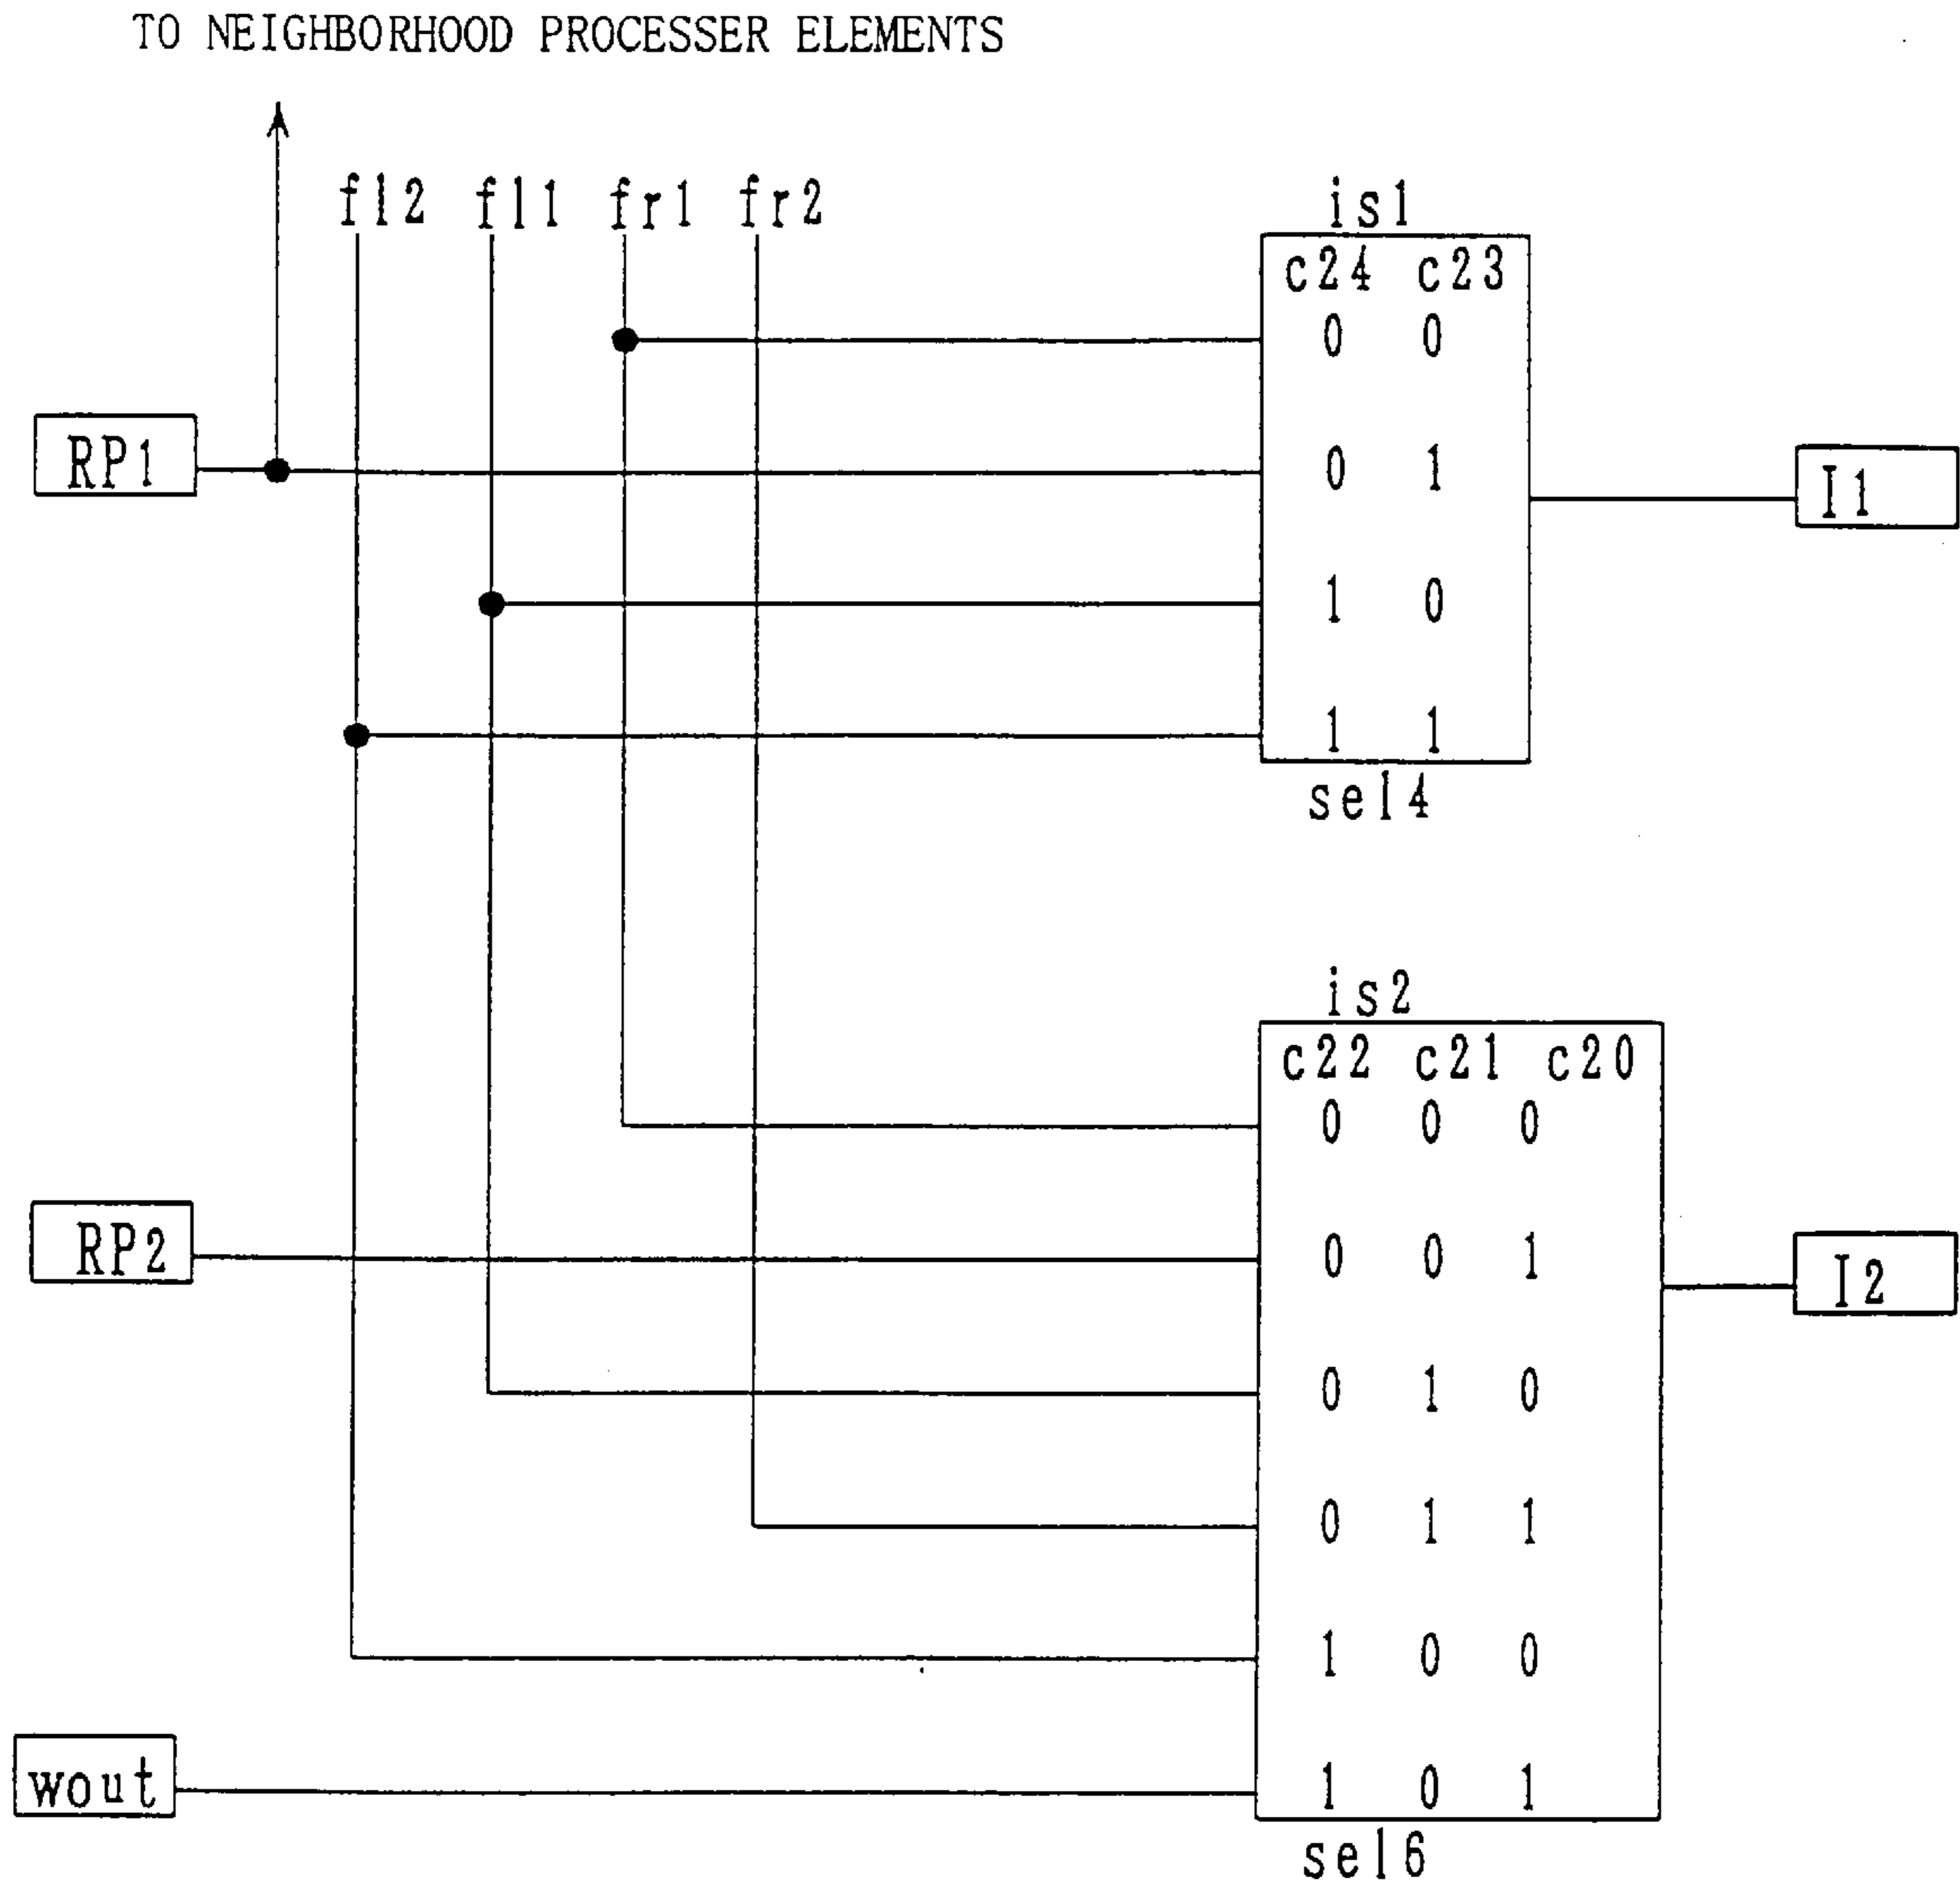 TO NEIGHBORHOOD PROCESSER ELEMENTS
fl2 fl1 fr1 fr2
is1
c24 c23
0 0
RP1
0 1
I1
1 0
1 1
sel4
is2
c22 c21 c20
0 0 0
RP2
0 0 1
I2
0 1 0
0 1 1
1 0 0
wout
1 0 1
sel6